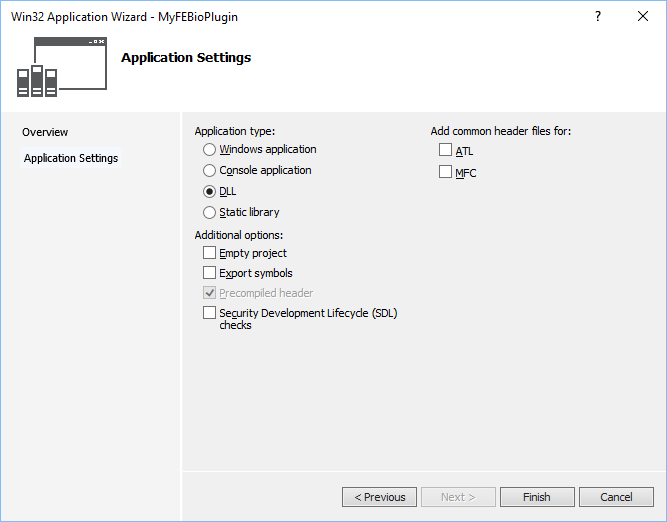 Win32 Application Wizard - MyFEBioPlugin
?
Application Settings
Overview
Application Settings
Application type:
Windows application
Console application
DLL
Static library
Additional options:
Empty project
Export symbols
Precompiled header
Security Development Lifecycle (SDL)
checks
Add common header files for:
ATL
MFC
< Previous
Next >
Finish
Cancel